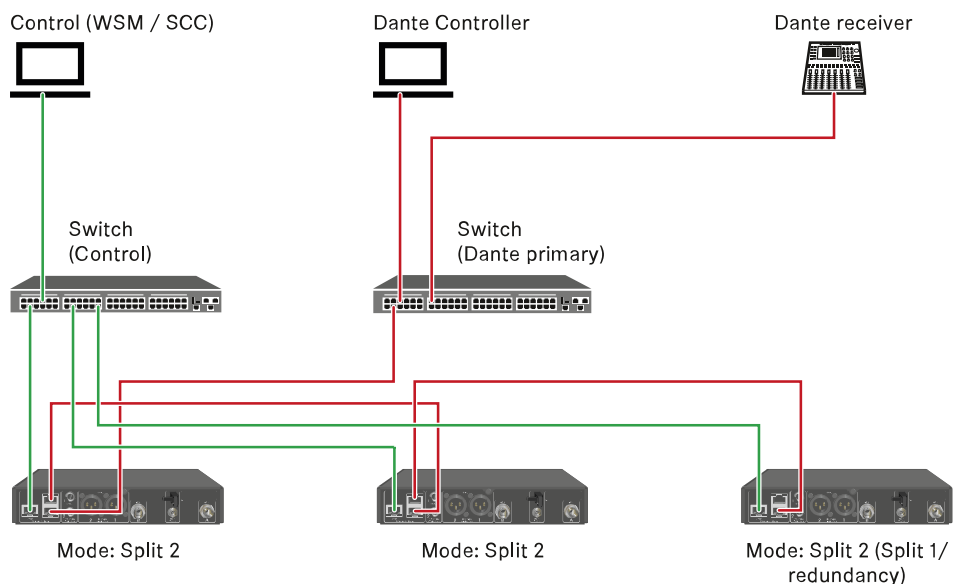 Control (WSM / SCC)
Dante Controller
Dante receiver
Switch
(Control)
Switch
(Dante primary)
Mode: Split 2
Mode: Split 2
Mode: Split 2 (Split 1/
redundancy)